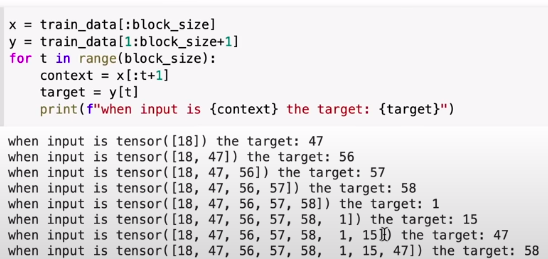 x = train_data[:block_size]
y = train_data[1:block_size+1]
for t in range(block_size):
    context = x[:t+1]
    target = y[t]
    print(f"when input is {context} the target: {target}")
when input is tensor([18]) the target: 47
when input is tensor([18, 47]) the target: 56
when input is tensor([18, 47, 56]) the target: 57
when input is tensor([18, 47, 56, 57]) the target: 58
when input is tensor([18, 47, 56, 57, 58]) the target: 1
when input is tensor([18, 47, 56, 57, 58,  1]) the target: 15
when input is tensor([18, 47, 56, 57, 58,  1, 15]) the target: 47
when input is tensor([18, 47, 56, 57, 58,  1, 15, 47]) the target: 58